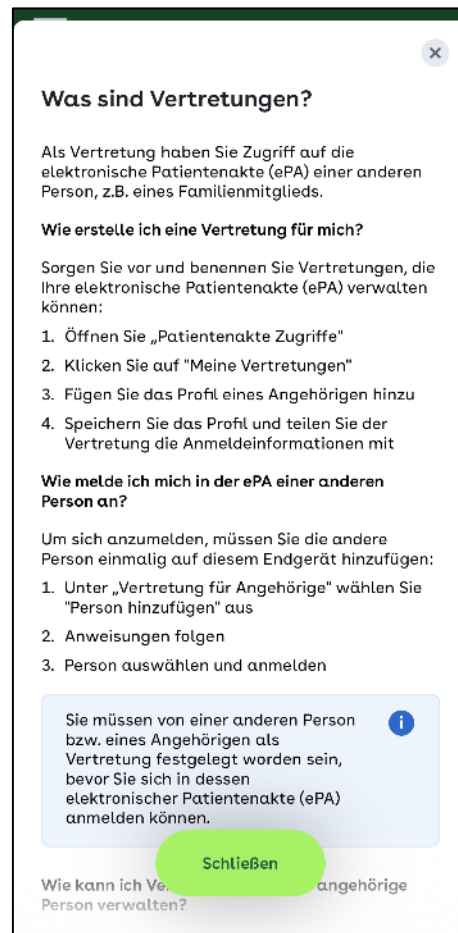 Was sind Vertretungen?
Als Vertretung haben Sie Zugriff auf die
elektronische Patientenakte (ePA) einer anderen
Person, z.B. eines Familienmitglieds.
Wie erstelle ich eine Vertretung für mich?
Sorgen Sie vor und benennen Sie Vertretungen, die
Ihre elektronische Patientenakte (ePA) verwalten
können:
1. Öffnen Sie „Patientenakte Zugriffe"
2. Klicken Sie auf "Meine Vertretungen"
3. Fügen Sie das Profil eines Angehörigen hinzu
4. Speichern Sie das Profil und teilen Sie der
Vertretung die Anmeldeinformationen mit
Wie melde ich mich in der ePA einer anderen
Person an?
Um sich anzumelden, müssen Sie die andere
Person einmalig auf diesem Endgerät hinzufügen:
1. Unter „Vertretung für Angehörige" wählen Sie
"Person hinzufügen" aus
2. Anweisungen folgen
3. Person auswählen und anmelden
Sie müssen von einer anderen Person
bzw. eines Angehörigen als
Vertretung festgelegt worden sein,
bevor Sie sich in dessen
elektronischer Patientenakte (ePA)
anmelden können.
Schließen
Wie kann ich angehörige
Person verwalten?